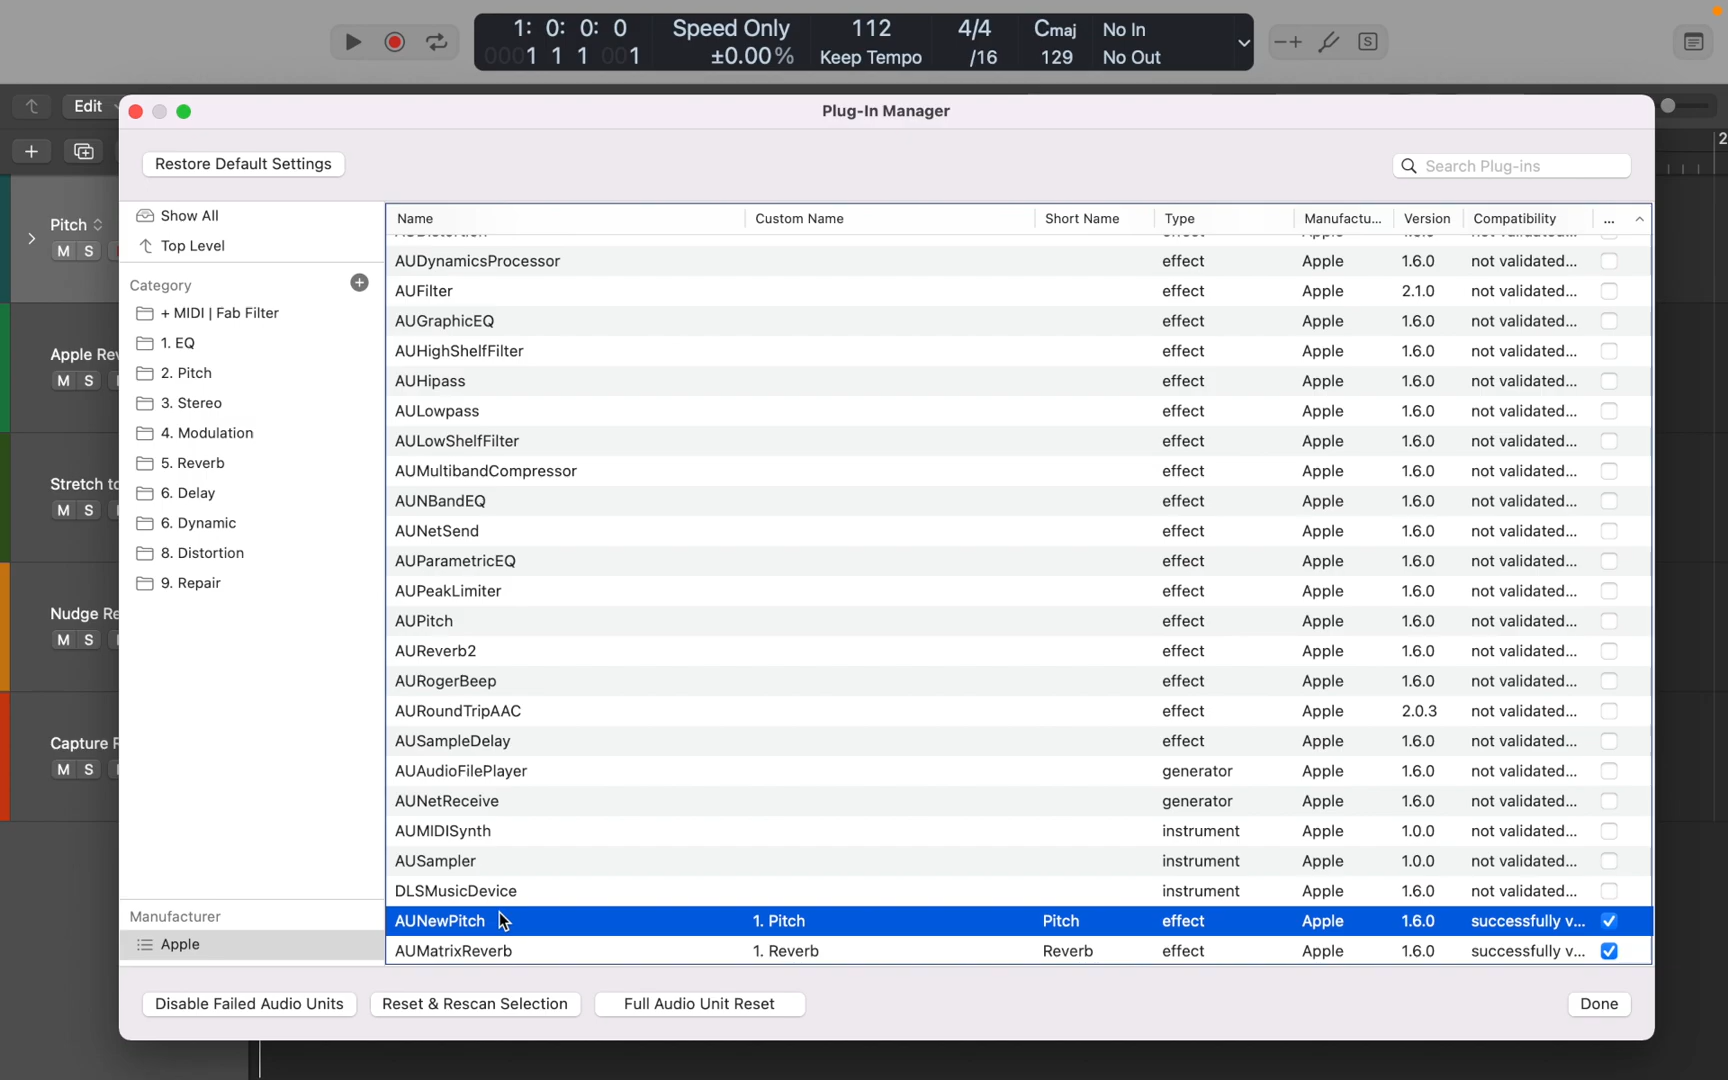 1: 0: 0: 0
0001 1 1 001
Speed Only
±0.00%
112
Keep Tempo
4/4
/16
Cmaj
129
No In
No Out
S
Edit
Plug-In Manager
Restore Default Settings
Search Plug-ins
2
Pitch
M S
Apple Rev
M S
Stretch to
M S
Nudge Re
M S
Capture R
M S
Show All
Top Level
Category
+ MIDI | Fab Filter
1. EQ
2. Pitch
3. Stereo
4. Modulation
5. Reverb
6. Delay
6. Dynamic
8. Distortion
9. Repair
Manufacturer
Apple
Name Custom Name Short Name Type Manufactu... Version Compatibility ...
AUDynamicsProcessor effect Apple 1.6.0 not validated...
AUFilter effect Apple 2.1.0 not validated...
AUGraphicEQ effect Apple 1.6.0 not validated...
AUHighShelfFilter effect Apple 1.6.0 not validated...
AUHipass effect Apple 1.6.0 not validated...
AULowpass effect Apple 1.6.0 not validated...
AULowShelfFilter effect Apple 1.6.0 not validated...
AUMultibandCompressor effect Apple 1.6.0 not validated...
AUNBandEQ effect Apple 1.6.0 not validated...
AUNetSend effect Apple 1.6.0 not validated...
AUParametricEQ effect Apple 1.6.0 not validated...
AUPeakLimiter effect Apple 1.6.0 not validated...
AUPitch effect Apple 1.6.0 not validated...
AUReverb2 effect Apple 1.6.0 not validated...
AURogerBeep effect Apple 1.6.0 not validated...
AURoundTripAAC effect Apple 2.0.3 not validated...
AUSampleDelay effect Apple 1.6.0 not validated...
AUAudioFilePlayer generator Apple 1.6.0 not validated...
AUNetReceive generator Apple 1.6.0 not validated...
AUMIDISynth instrument Apple 1.0.0 not validated...
AUSampler instrument Apple 1.0.0 not validated...
DLSMusicDevice instrument Apple 1.6.0 not validated...
AUNewPitch 1. Pitch Pitch effect Apple 1.6.0 successfully v...
AUMatrixReverb 1. Reverb Reverb effect Apple 1.6.0 successfully v...
Disable Failed Audio Units
Reset & Rescan Selection
Full Audio Unit Reset
Done